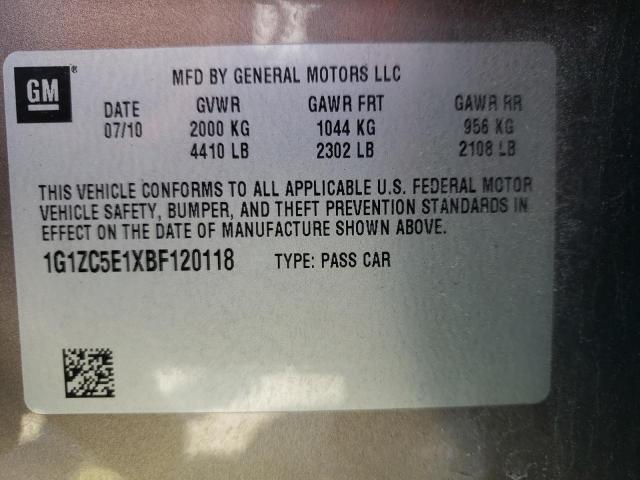 GM ®
MFD BY GENERAL MOTORS LLC
DATE GVWR GAWR FRT GAWR RR
07/10 2000 KG 1044 KG 956 KG
4410 LB 2302 LB 2108 LB
THIS VEHICLE CONFORMS TO ALL APPLICABLE U.S. FEDERAL MOTOR
VEHICLE SAFETY, BUMPER, AND THEFT PREVENTION STANDARDS IN
EFFECT ON THE DATE OF MANUFACTURE SHOWN ABOVE.
1G1ZC5E1XBF120118 TYPE: PASS CAR